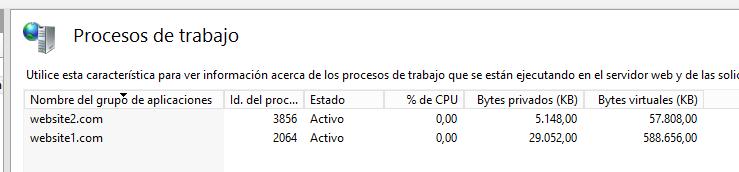 Procesos de trabajo
Utilice esta característica para ver información acerca de los procesos de trabajo que se están ejecutando en el servidor web y de las
Nombre del grupo de aplicaciones Id. del proc... Estado % de CPU Bytes privados (KB) Bytes virtuales (KB)
website2.com 3856 Activo 0,00 5.148,00 57.808,00
website1.com 2064 Activo 0,00 29.052,00 588.656,00